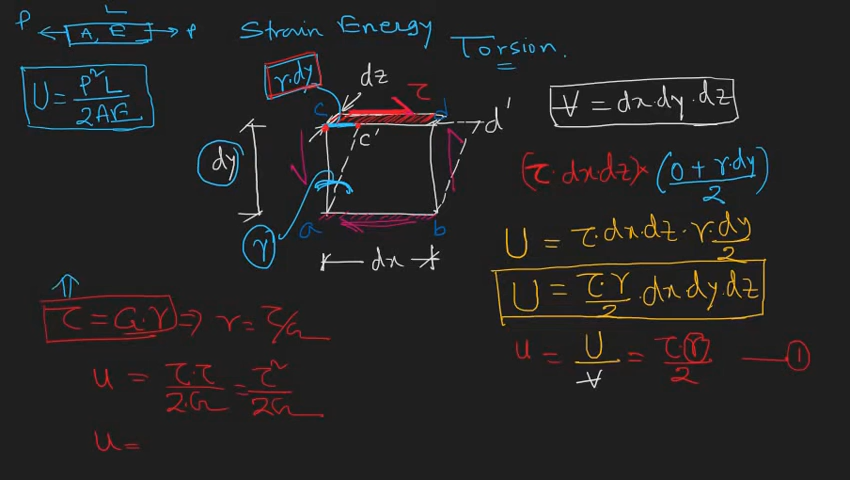 Strain Energy
Torsion.
P L P
A, E
U = P²L / 2AE
γ·dy
dz
τ
c d d'
c'
dy
γ
a b
dx
V = dx·dy·dz
(τ·dx·dz) × (0 + γ·dy) / 2
U = τ·dx·dz·γ·dy / 2
U = τ·γ / 2 · dx dy dz
u = U / V = τ·γ / 2 — ①
τ = G·γ ⇒ γ = τ/G
u = τ·τ / 2·G = τ² / 2G
u =